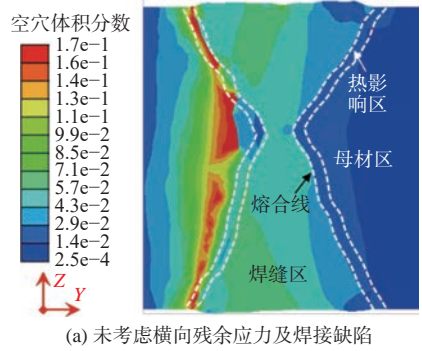 空穴体积分数
1.7e−1
1.6e−1
1.4e−1
1.3e−1
1.1e−1
9.9e−2
8.5e−2
7.1e−2
5.7e−2
4.3e−2
2.9e−2
1.4e−2
2.5e−4
Z
Y
热影
响区
母材区
熔合线
焊缝区
(a) 未考虑横向残余应力及焊接缺陷